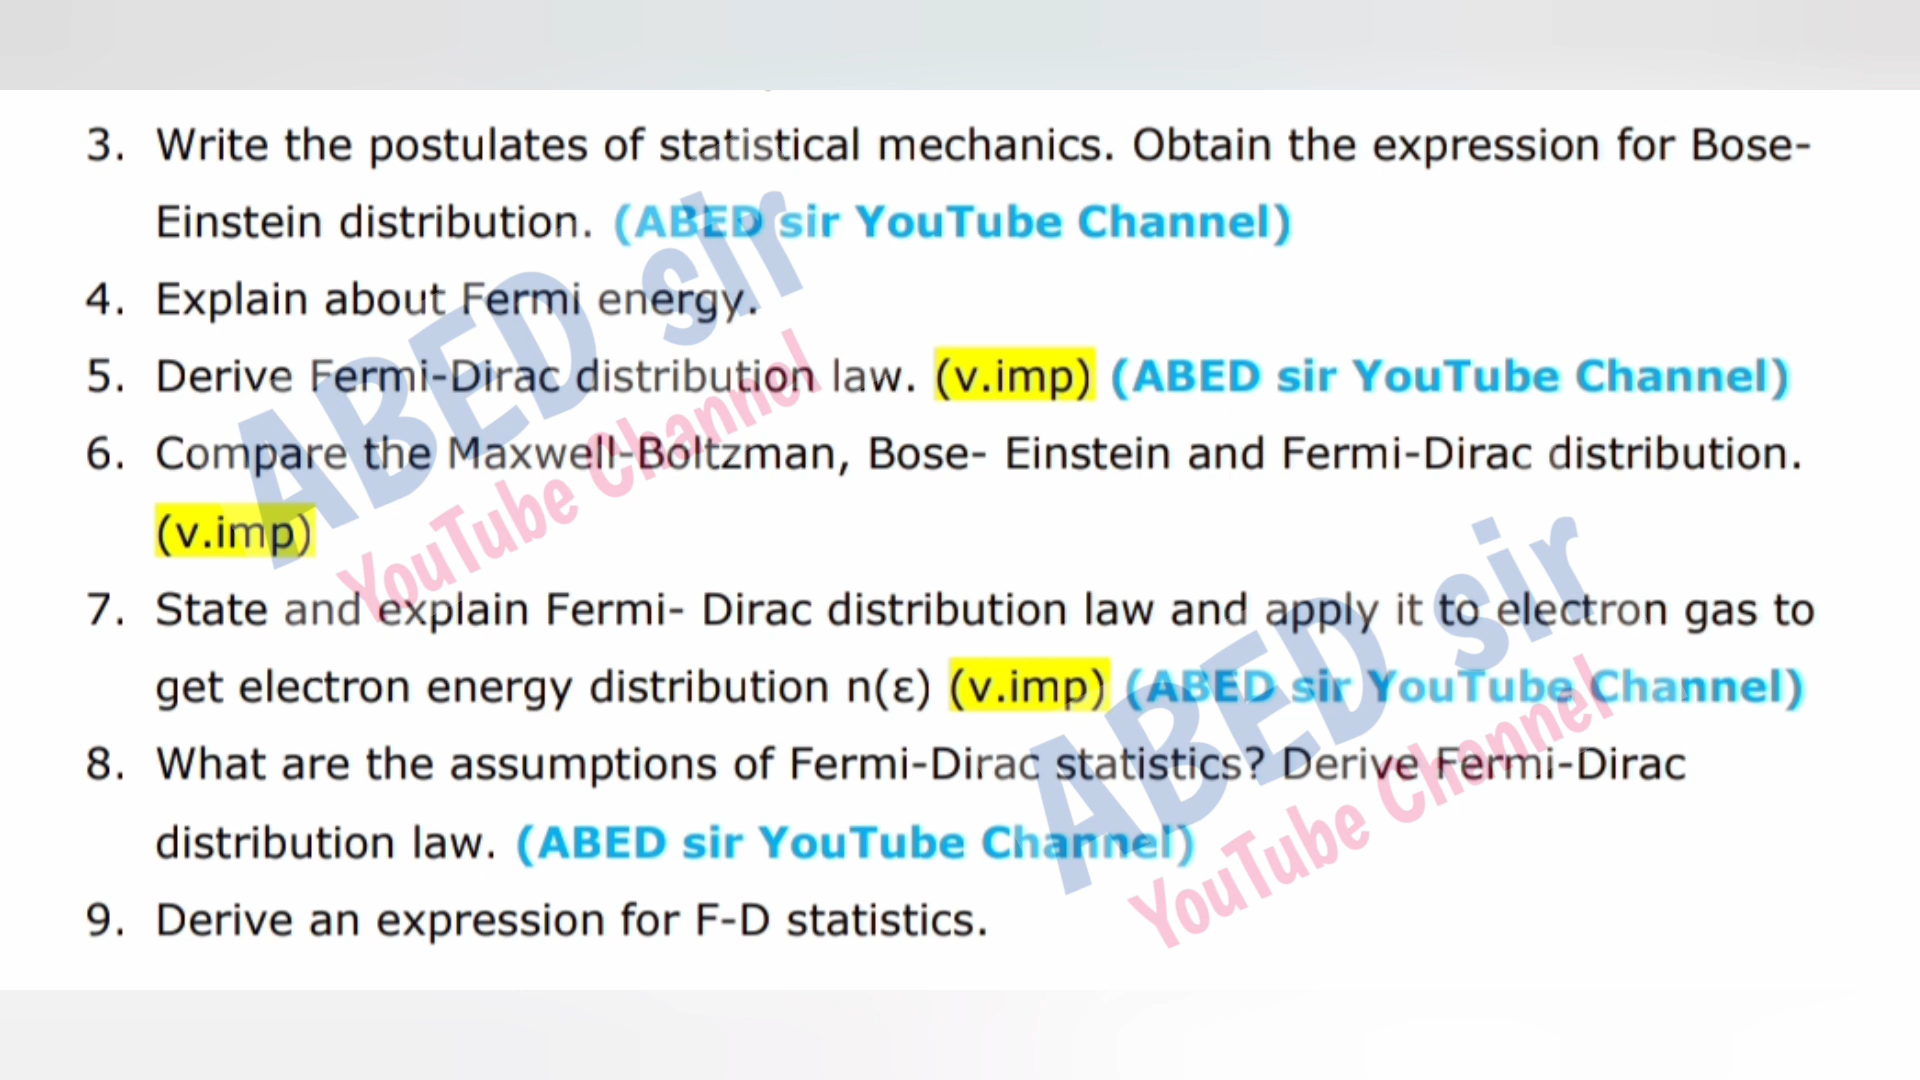 3. Write the postulates of statistical mechanics. Obtain the expression for Bose-
Einstein distribution. (ABED sir YouTube Channel)
4. Explain about Fermi energy.
5. Derive Fermi-Dirac distribution law. (v.imp) (ABED sir YouTube Channel)
6. Compare the Maxwell-Boltzman, Bose- Einstein and Fermi-Dirac distribution.
(v.imp)
7. State and explain Fermi- Dirac distribution law and apply it to electron gas to
get electron energy distribution n(ε) (v.imp) (ABED sir YouTube Channel)
8. What are the assumptions of Fermi-Dirac statistics? Derive Fermi-Dirac
distribution law. (ABED sir YouTube Channel)
9. Derive an expression for F-D statistics.
ABED sir
YouTube Channel
ABED sir
YouTube Channel